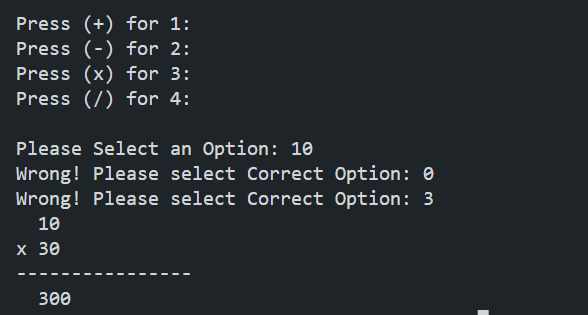 Press (+) for 1:
Press (-) for 2:
Press (x) for 3:
Press (/) for 4:
Please Select an Option: 10
Wrong! Please select Correct Option: 0
Wrong! Please select Correct Option: 3
  10
x 30
----------------
  300